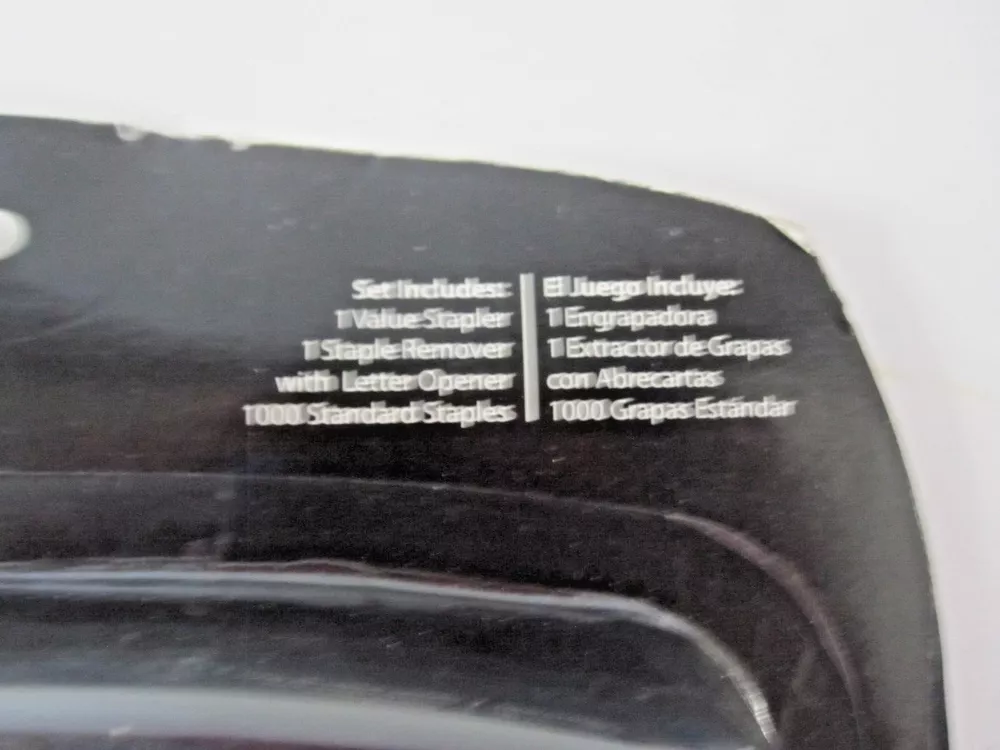 Set Includes:
1 Value Stapler
1 Staple Remover
with Letter Opener
1000 Standard Staples
El Juego Incluye:
1 Engrapadora
1 Extractor de Grapas
con Abrecartas
1000 Grapas Estándar